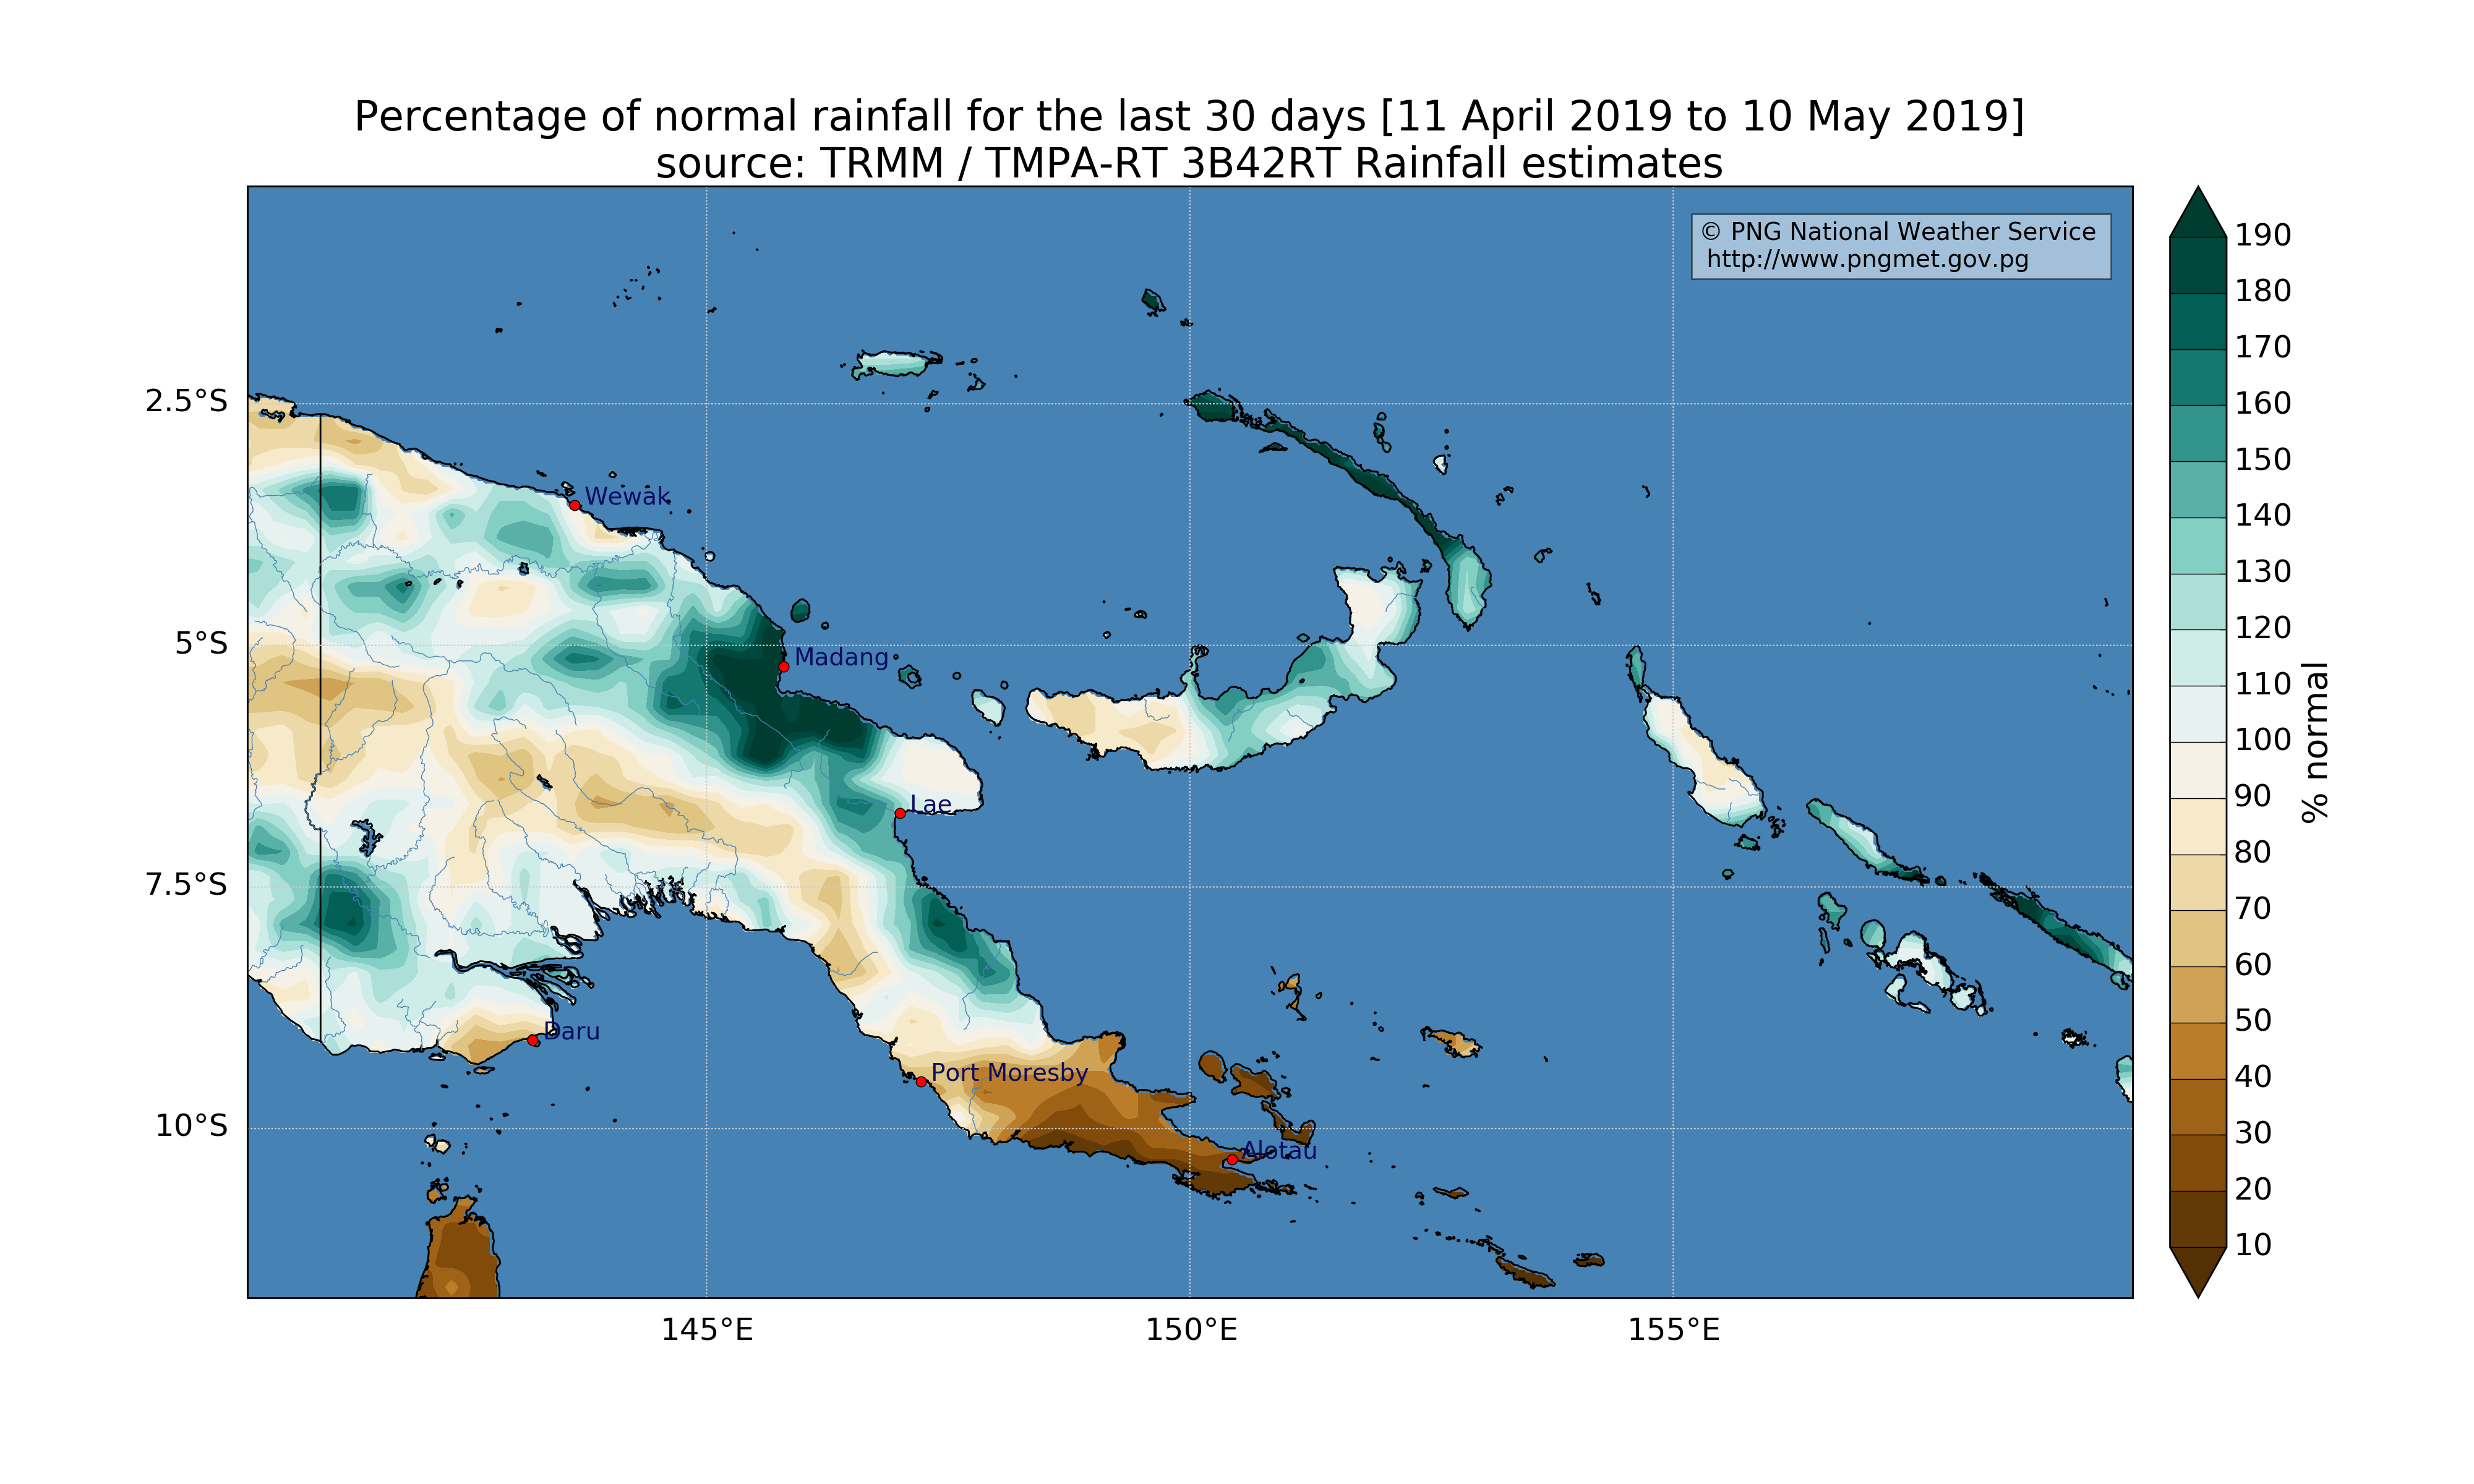 Percentage of normal rainfall for the last 30 days [11 April 2019 to 10 May 2019]
source: TRMM / TMPA-RT 3B42RT Rainfall estimates
© PNG National Weather Service
http://www.pngmet.gov.pg
2.5°S
5°S
7.5°S
10°S
145°E
150°E
155°E
Wewak
Madang
Lae
Daru
Port Moresby
Alotau
190
180
170
160
150
140
130
120
110
100
90
80
70
60
50
40
30
20
10
% normal